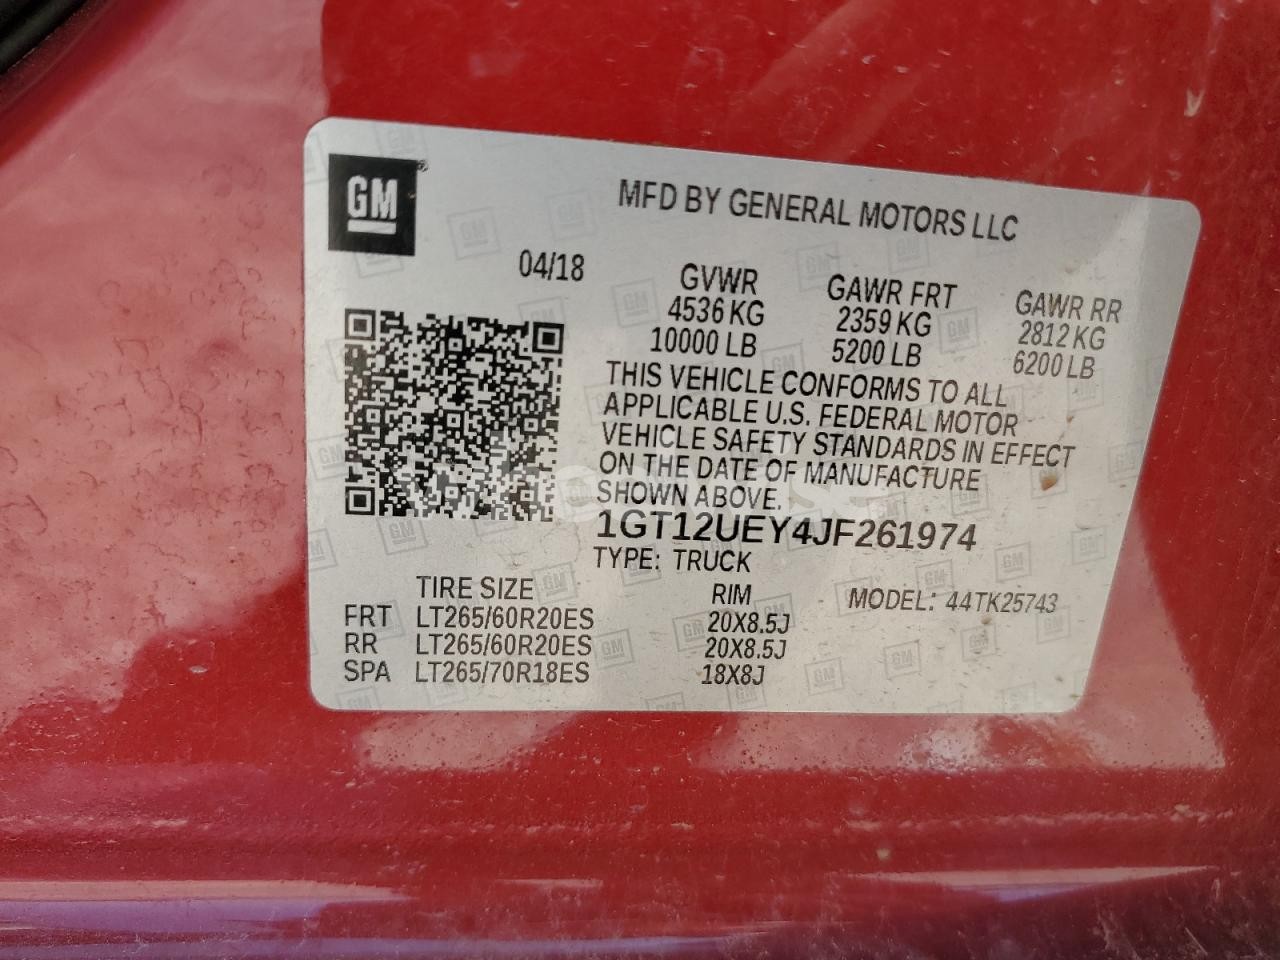 GM
MFD BY GENERAL MOTORS LLC
04/18
GVWR GAWR FRT GAWR RR
4536 KG 2359 KG 2812 KG
10000 LB 5200 LB 6200 LB
THIS VEHICLE CONFORMS TO ALL
APPLICABLE U.S. FEDERAL MOTOR
VEHICLE SAFETY STANDARDS IN EFFECT
ON THE DATE OF MANUFACTURE
SHOWN ABOVE.
1GT12UEY4JF261974
TYPE: TRUCK
TIRE SIZE RIM MODEL: 44TK25743
FRT LT265/60R20ES 20X8.5J
RR LT265/60R20ES 20X8.5J
SPA LT265/70R18ES 18X8J